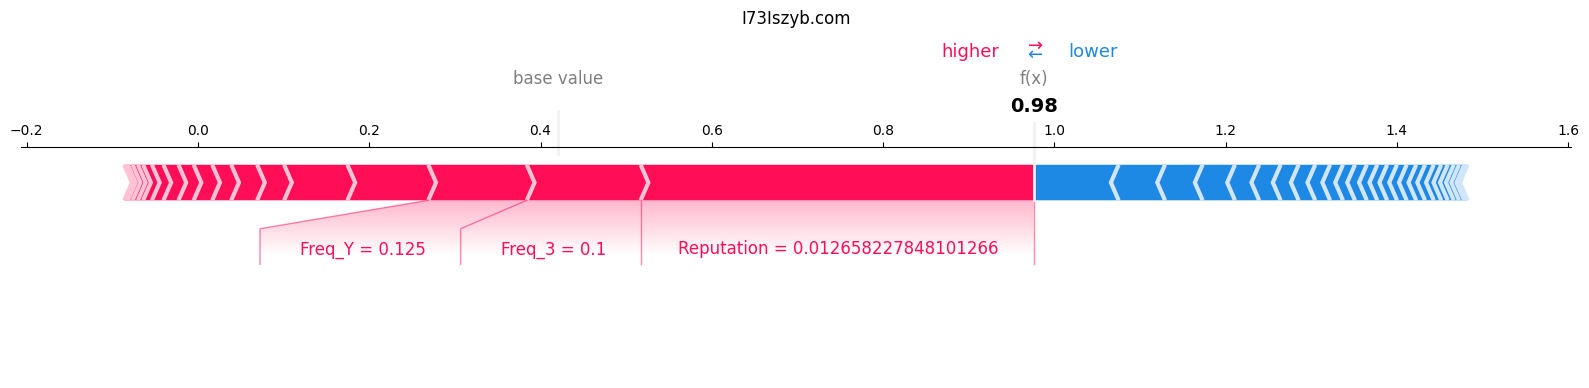 I73Iszyb.com
higher ⇄ lower
base value f(x)
0.98
−0.2 0.0 0.2 0.4 0.6 0.8 1.0 1.2 1.4 1.6
Freq_Y = 0.125 Freq_3 = 0.1 Reputation = 0.012658227848101266